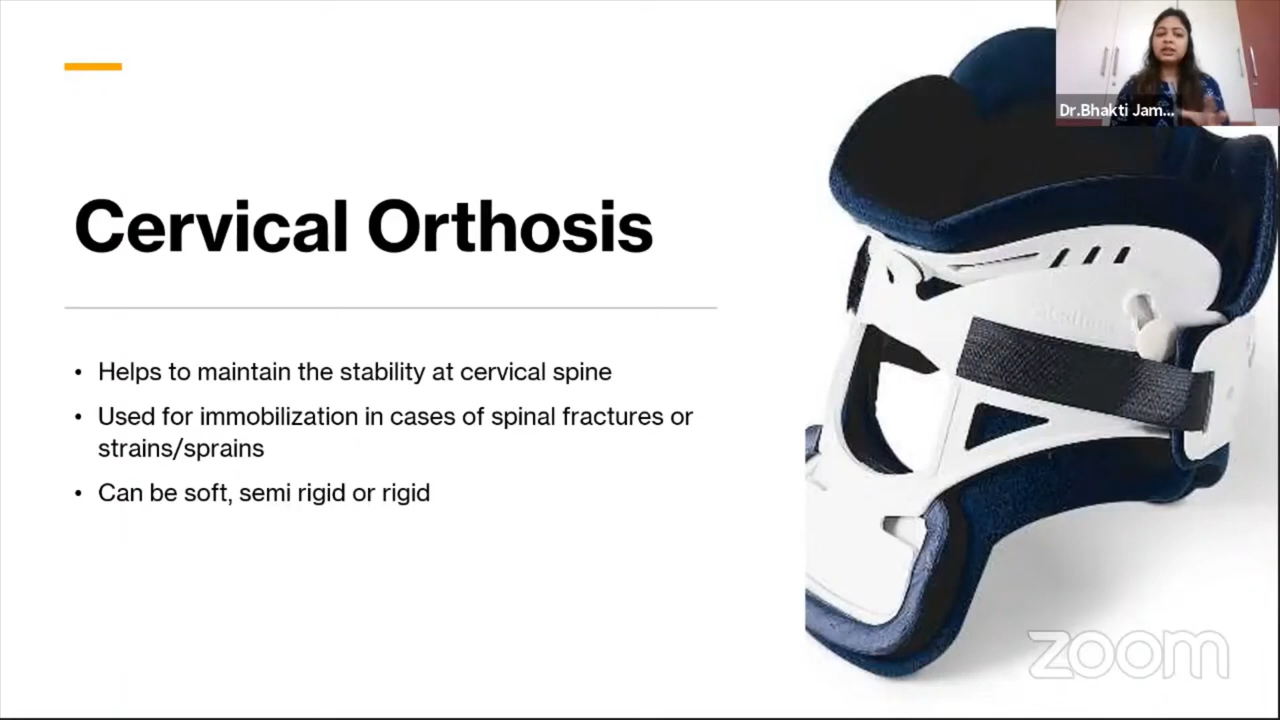 Dr.Bhakti Jam...
Cervical Orthosis
• Helps to maintain the stability at cervical spine
• Used for immobilization in cases of spinal fractures or
strains/sprains
• Can be soft, semi rigid or rigid
zoom